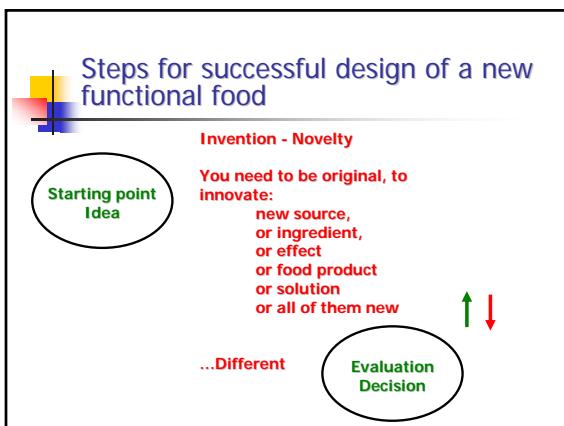 Steps for successful design of a new
functional food
Invention - Novelty
Starting point
Idea
You need to be original, to
innovate:
new source,
or ingredient,
or effect
or food product
or solution
or all of them new
...Different
Evaluation
Decision